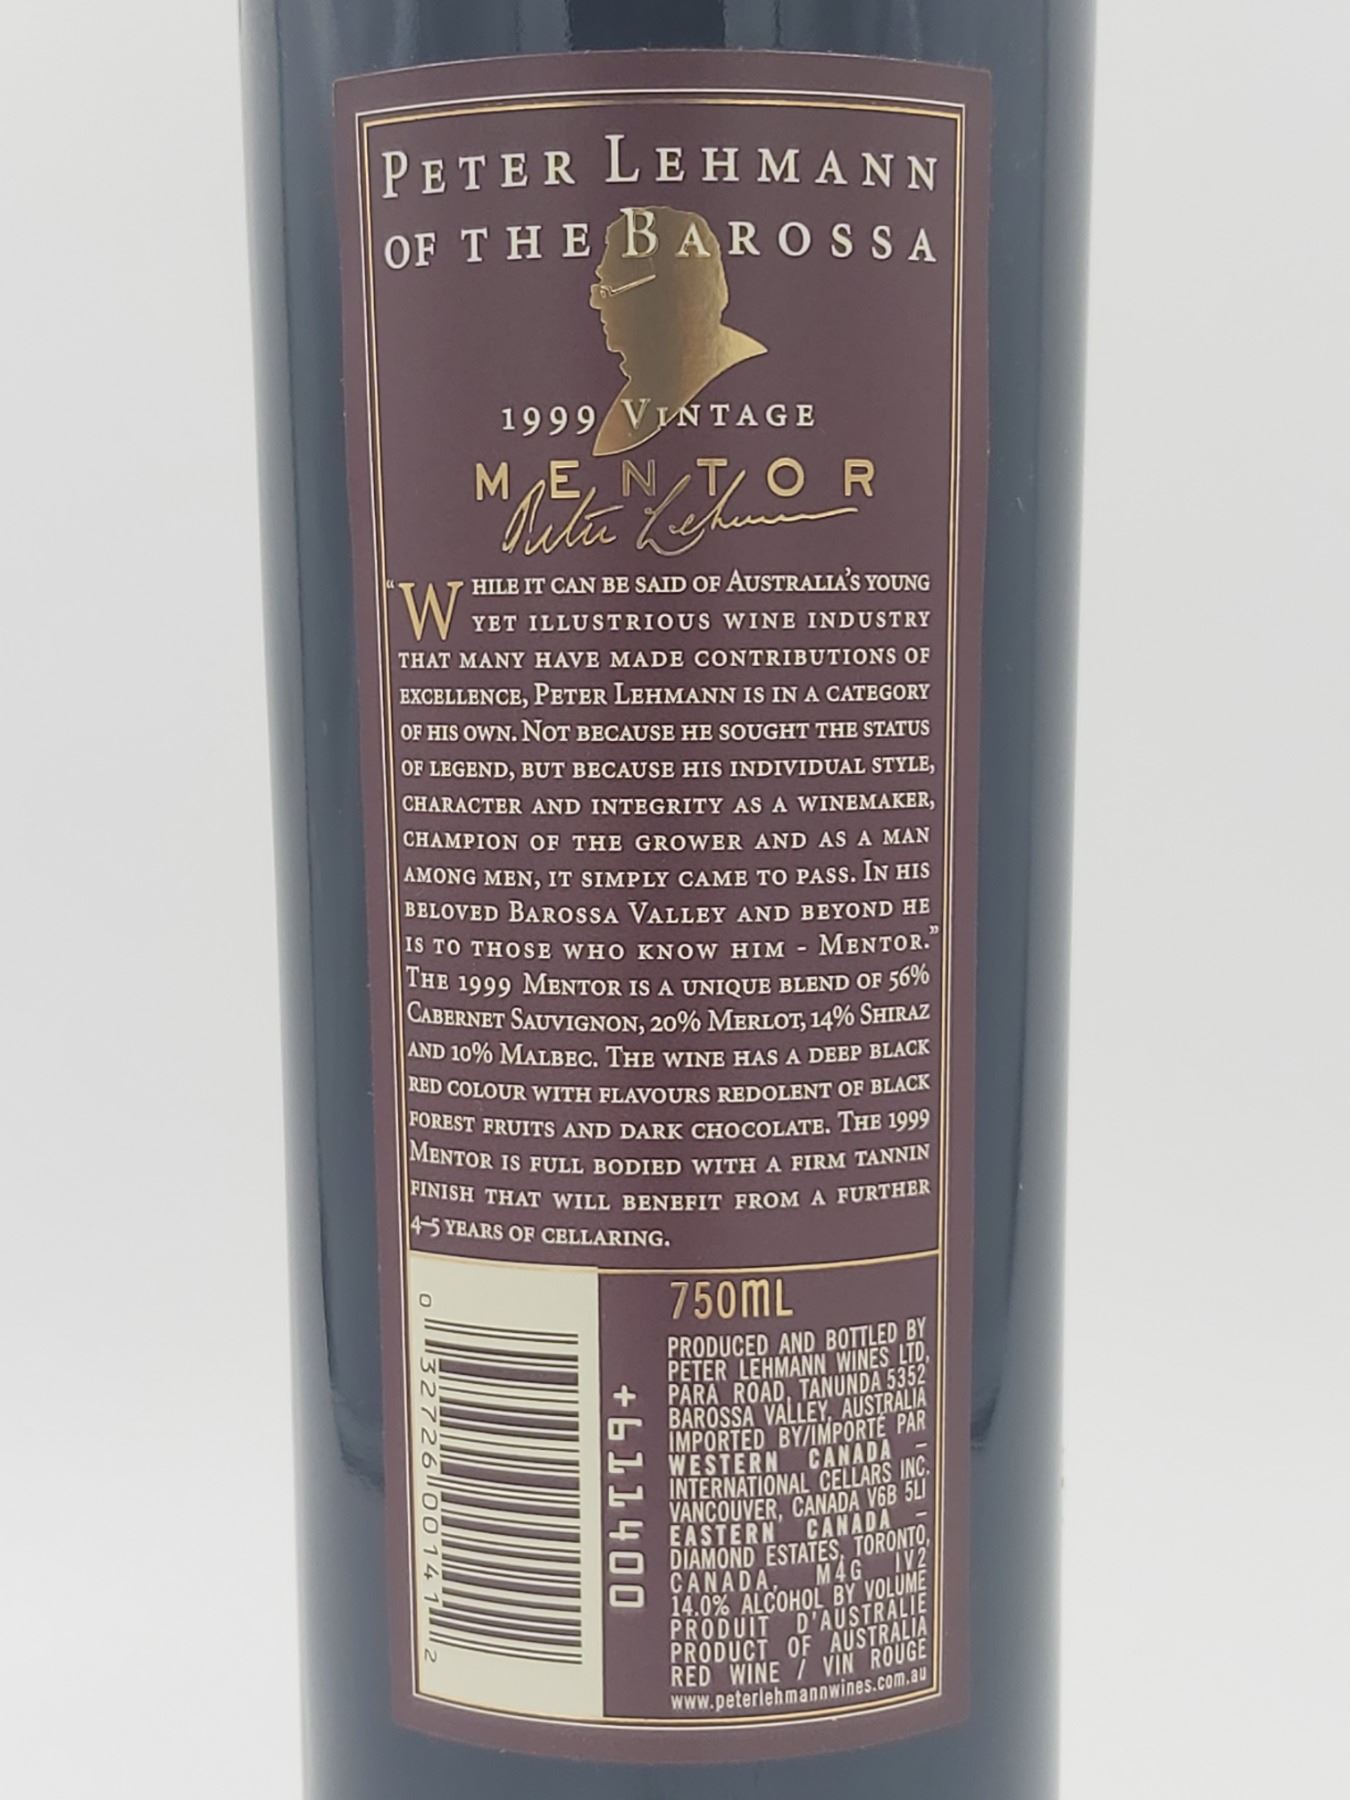 PETER LEHMANN
OF THE BAROSSA
1999 VINTAGE
MENTOR
Peter Lehmann
“WHILE IT CAN BE SAID OF AUSTRALIA'S YOUNG
YET ILLUSTRIOUS WINE INDUSTRY
THAT MANY HAVE MADE CONTRIBUTIONS OF
EXCELLENCE, PETER LEHMANN IS IN A CATEGORY
OF HIS OWN. NOT BECAUSE HE SOUGHT THE STATUS
OF LEGEND, BUT BECAUSE HIS INDIVIDUAL STYLE,
CHARACTER AND INTEGRITY AS A WINEMAKER,
CHAMPION OF THE GROWER AND AS A MAN
AMONG MEN, IT SIMPLY CAME TO PASS. IN HIS
BELOVED BAROSSA VALLEY AND BEYOND HE
IS TO THOSE WHO KNOW HIM - MENTOR.”
THE 1999 MENTOR IS A UNIQUE BLEND OF 56%
CABERNET SAUVIGNON, 20% MERLOT, 14% SHIRAZ
AND 10% MALBEC. THE WINE HAS A DEEP BLACK
RED COLOUR WITH FLAVOURS REDOLENT OF BLACK
FOREST FRUITS AND DARK CHOCOLATE. THE 1999
MENTOR IS FULL BODIED WITH A FIRM TANNIN
FINISH THAT WILL BENEFIT FROM A FURTHER
4–5 YEARS OF CELLARING.
0 32726 00141 2
+611400
750mL
PRODUCED AND BOTTLED BY
PETER LEHMANN WINES LTD,
PARA ROAD, TANUNDA 5352
BAROSSA VALLEY, AUSTRALIA
IMPORTED BY/IMPORTÉ PAR
WESTERN CANADA –
INTERNATIONAL CELLARS INC.
VANCOUVER, CANADA V6B 5L1
EASTERN CANADA –
DIAMOND ESTATES, TORONTO,
CANADA, M4G 1V2
14.0% ALCOHOL BY VOLUME
PRODUIT D'AUSTRALIE
PRODUCT OF AUSTRALIA
RED WINE / VIN ROUGE
www.peterlehmannwines.com.au